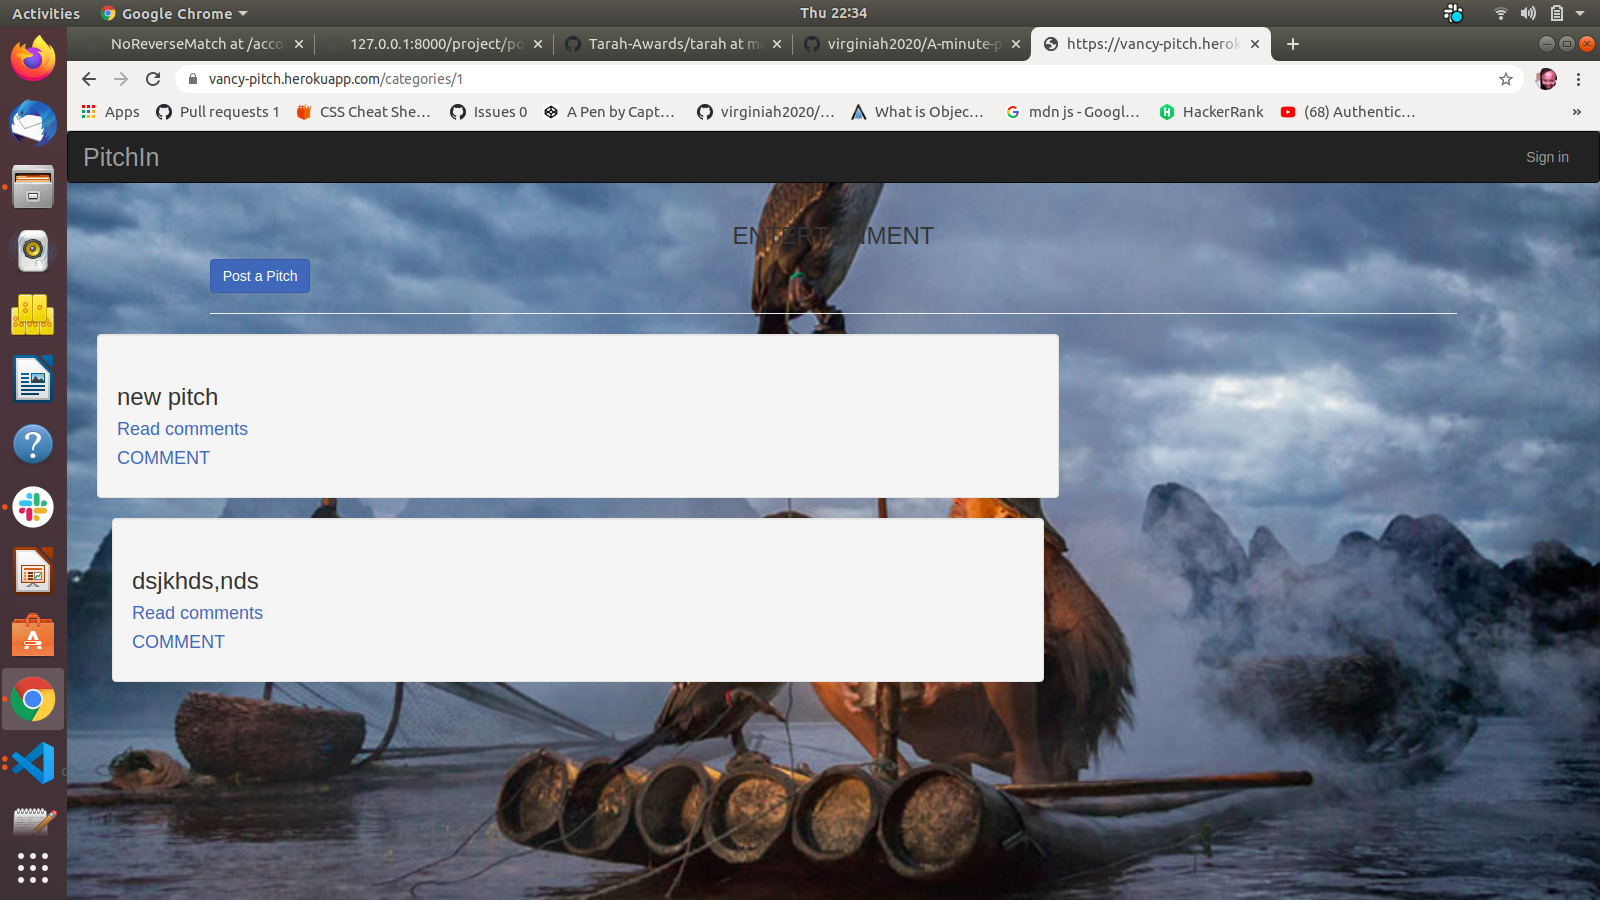 Activities Google Chrome Thu 22:34
NoReverseMatch at /acco 127.0.0.1:8000/project/po Tarah-Awards/tarah at ma virginiah2020/A-minute-p https://vancy-pitch.herok
vancy-pitch.herokuapp.com/categories/1
Apps Pull requests 1 CSS Cheat She... Issues 0 A Pen by Capt... virginiah2020/... What is Objec... mdn js - Googl... HackerRank (68) Authentic... »
PitchIn Sign in
ENTERTAINMENT
Post a Pitch
new pitch
Read comments
COMMENT
dsjkhds,nds
Read comments
COMMENT